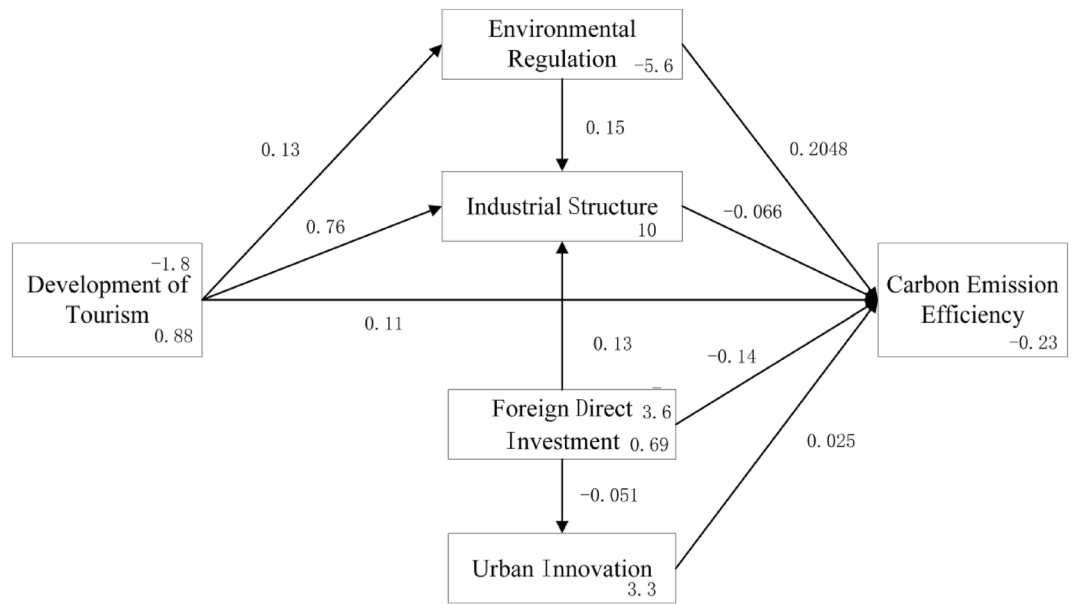 Environmental
Regulation
-5.6
0.15
0.13
0.2048
0.76
Industrial Structure
10
-0.066
-1.8
Development of
Tourism
0.88
0.11
Carbon Emission
Efficiency
-0.23
0.13
-0.14
Foreign Direct
3.6
Investment
0.69
0.025
-0.051
Urban Innovation
3.3